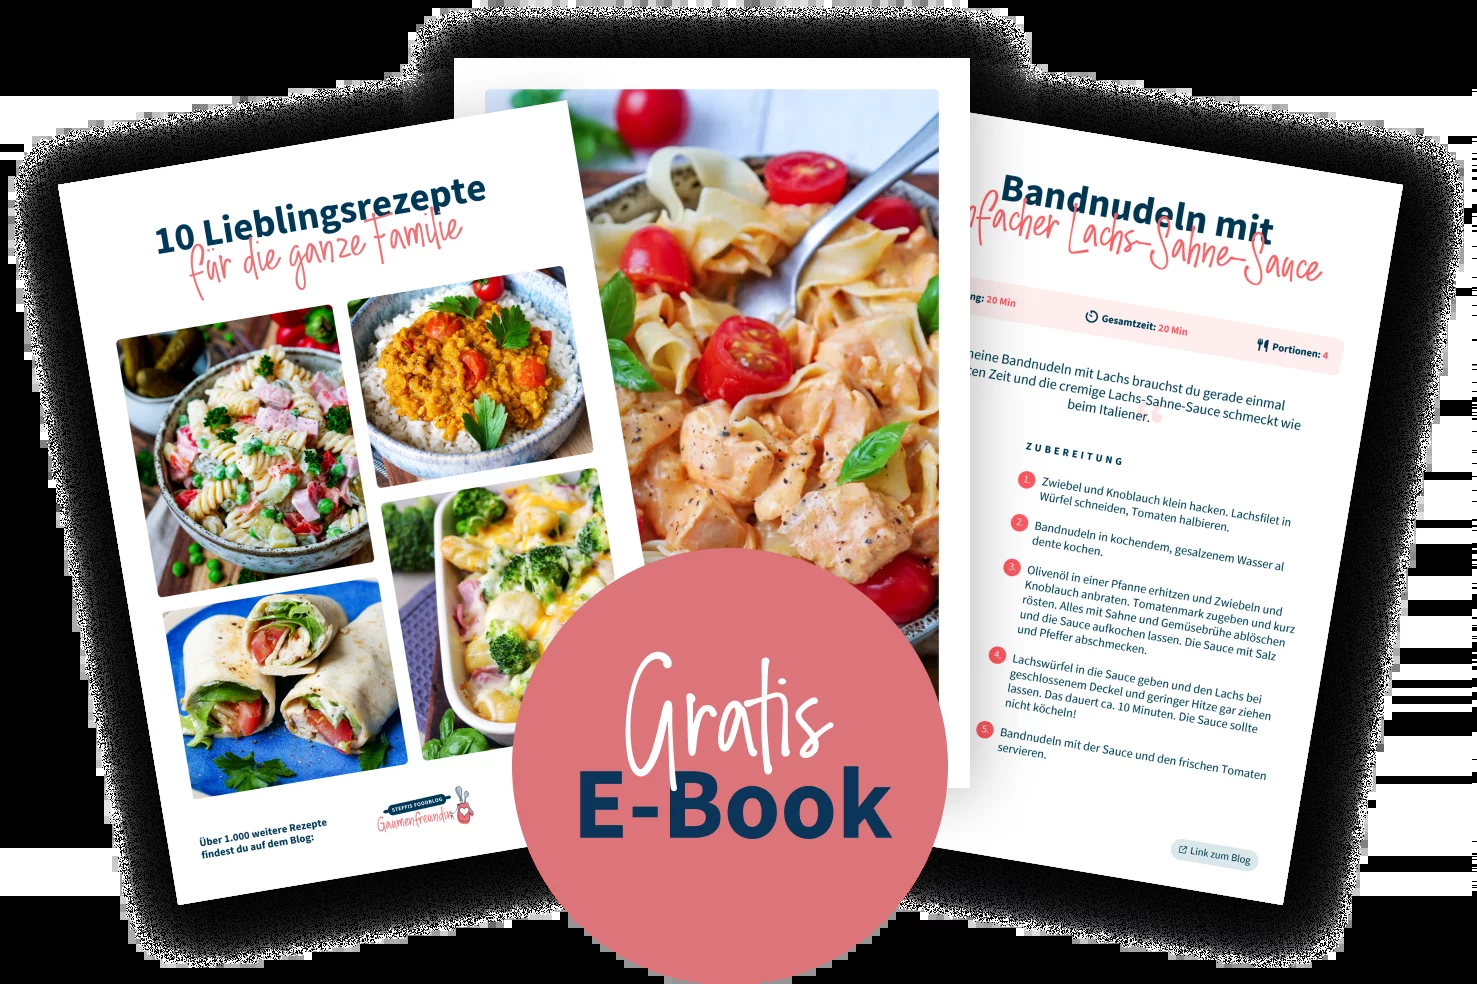 10 Lieblingsrezepte
für die ganze Familie
Über 1.000 weitere Rezepte
findest du auf dem Blog:
STEFFIS FOODBLOG
Gaumenfreundin
Gratis
E-Book
Bandnudeln mit
Lachs-Sahne-Sauce
20 Min
Gesamtzeit: 20 Min
Portionen: 4
Bandnudeln mit Lachs brauchst du gerade einmal
Zeit und die cremige Lachs-Sahne-Sauce schmeckt wie
beim Italiener.
ZUBEREITUNG
1. Zwiebel und Knoblauch klein hacken. Lachsfilet in
Würfel schneiden, Tomaten halbieren.
2. Bandnudeln in kochendem, gesalzenem Wasser al
dente kochen.
3. Olivenöl in einer Pfanne erhitzen und Zwiebeln und
Knoblauch anbraten. Tomatenmark zugeben und kurz
rösten. Alles mit Sahne und Gemüsebrühe ablöschen
und die Sauce aufkochen lassen. Die Sauce mit Salz
und Pfeffer abschmecken.
4. Lachswürfel in die Sauce geben und den Lachs bei
geschlossenem Deckel und geringer Hitze gar ziehen
lassen. Das dauert ca. 10 Minuten. Die Sauce sollte
nicht köcheln!
5. Bandnudeln mit der Sauce und den frischen Tomaten
servieren.
Link zum Blog